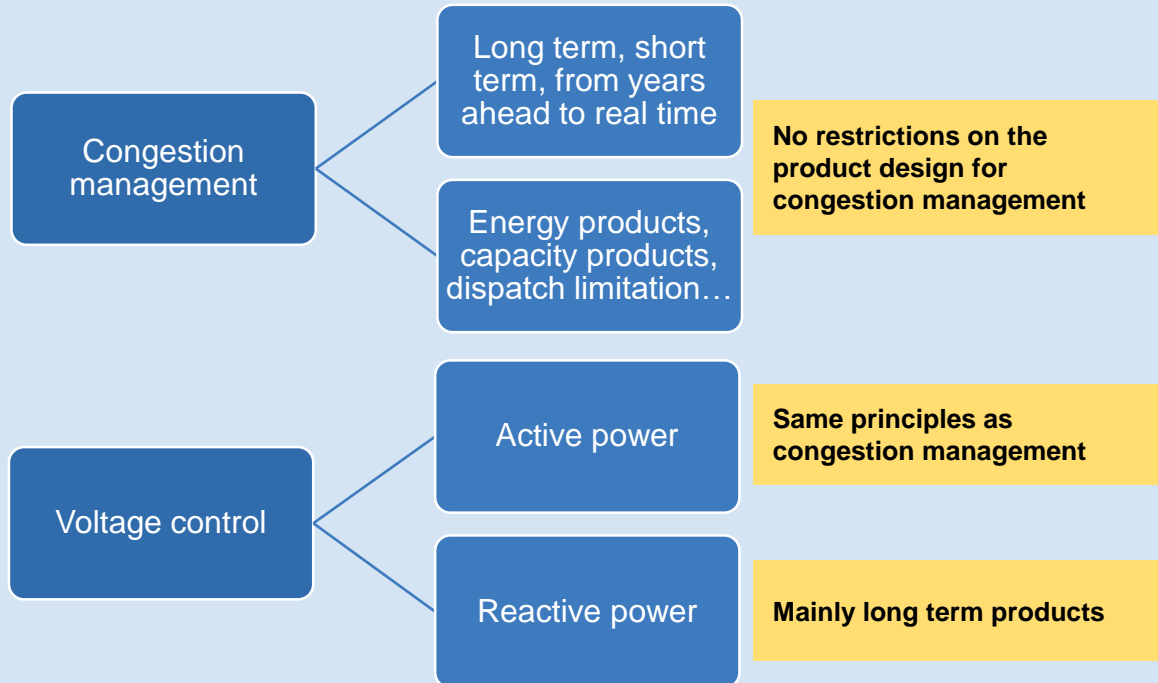 Long term, short
term, from years
ahead to real time
Congestion
management
No restrictions on the
product design for
congestion management
Energy products,
capacity products,
dispatch limitation…
Active power
Same principles as
congestion management
Voltage control
Reactive power
Mainly long term products